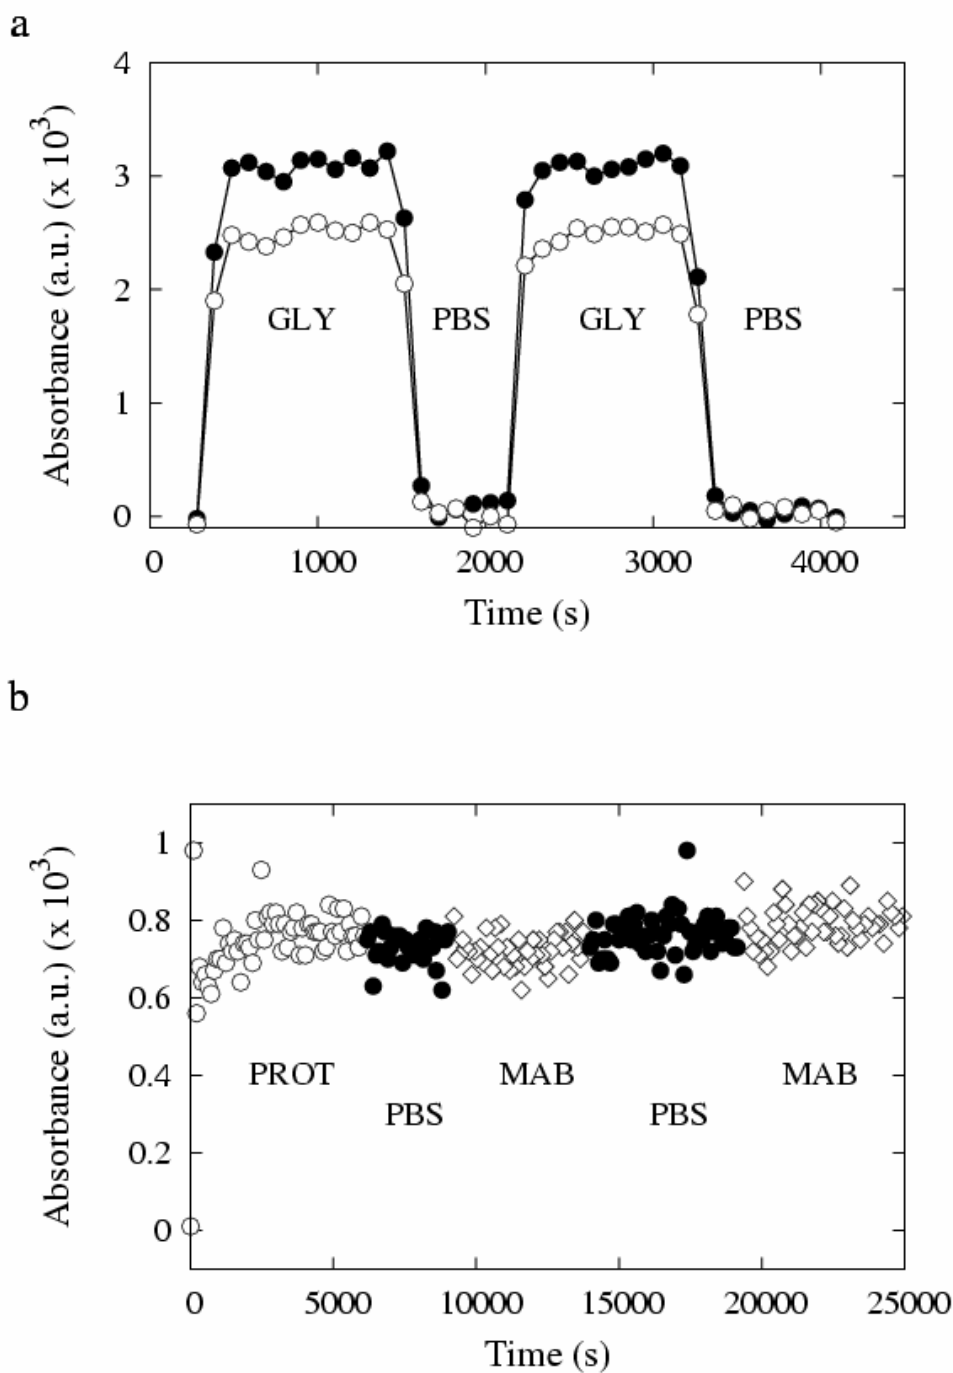 a
4
3
2
1
0
Absorbance (a.u.) (x 10³)
GLY PBS GLY PBS
0 1000 2000 3000 4000
Time (s)
b
1
0.8
0.6
0.4
0.2
0
Absorbance (a.u.) (x 10³)
PROT MAB MAB
PBS PBS
0 5000 10000 15000 20000 25000
Time (s)